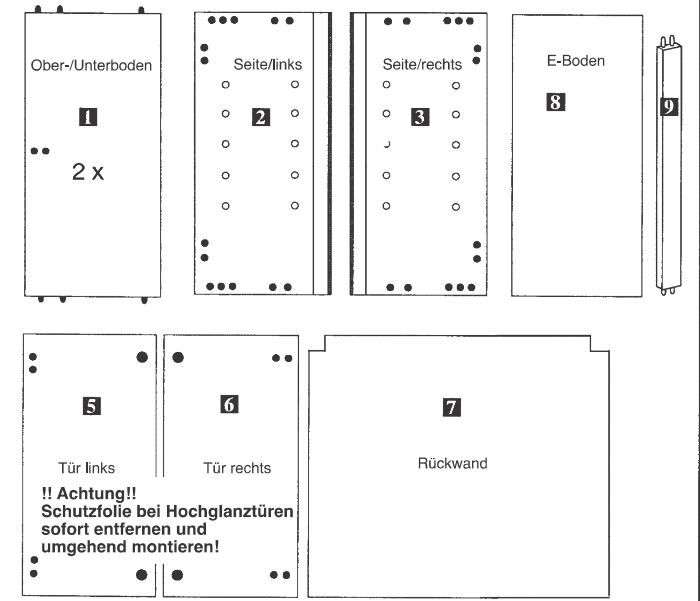 Ober-/Unterboden
1
2 x
Seite/links
2
Seite/rechts
3
E-Boden
8
9
5
Tür links
6
Tür rechts
!! Achtung!!
Schutzfolie bei Hochglanztüren
sofort entfernen und
umgehend montieren!
7
Rückwand